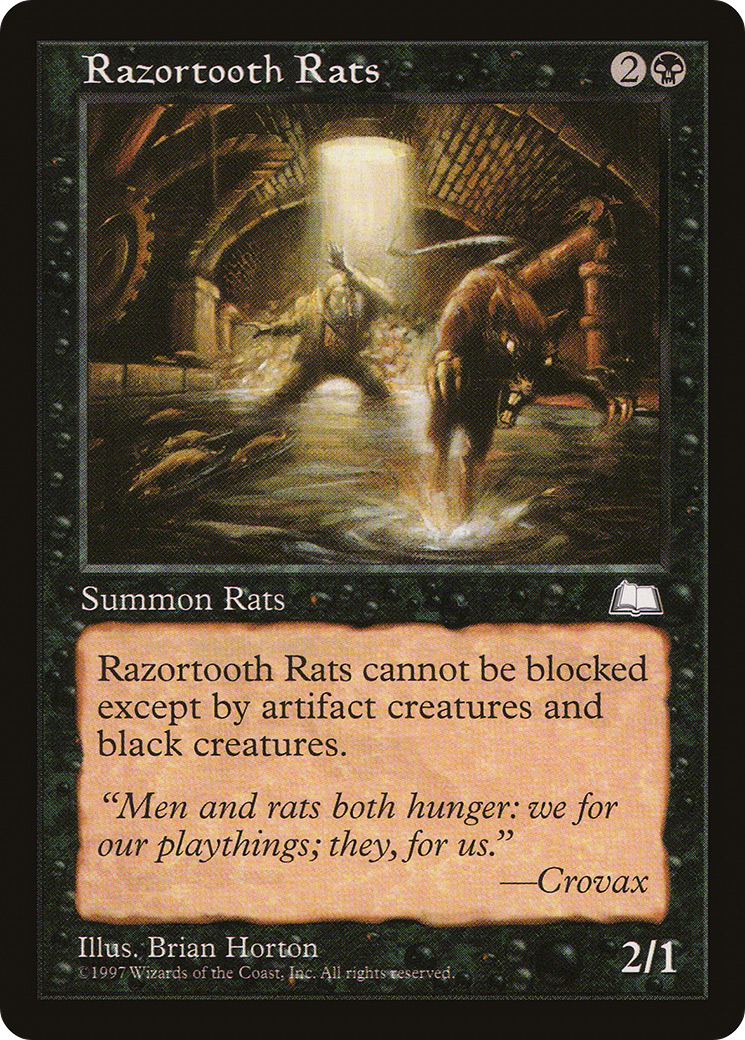 Razortooth Rats
2
Summon Rats
Razortooth Rats cannot be blocked
except by artifact creatures and
black creatures.
“Men and rats both hunger: we for
our playthings; they, for us.”
—Crovax
Illus. Brian Horton
©1997 Wizards of the Coast, Inc. All rights reserved.
2/1